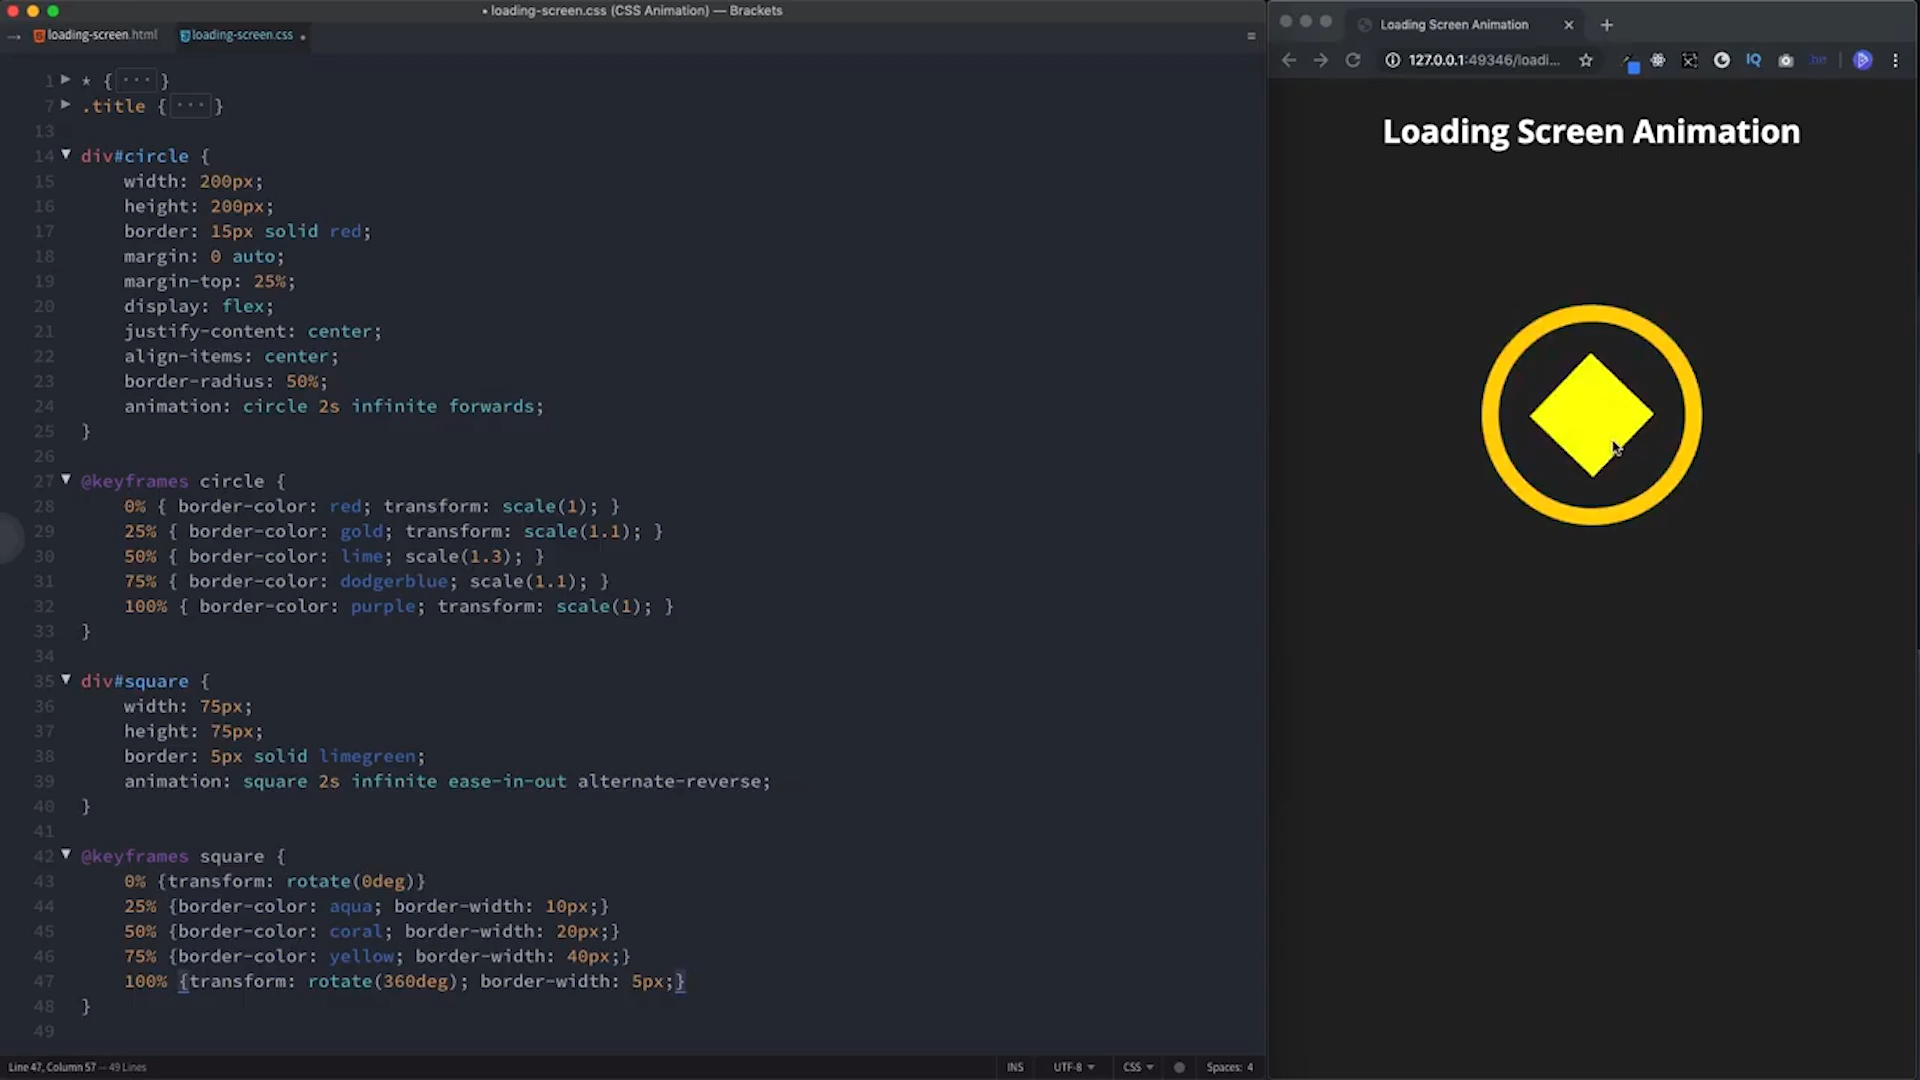 • loading-screen.css (CSS Animation) — Brackets
loading-screen.html
loading-screen.css •
1 * { ··· }
7 .title { ··· }
13
14 div#circle {
15 width: 200px;
16 height: 200px;
17 border: 15px solid red;
18 margin: 0 auto;
19 margin-top: 25%;
20 display: flex;
21 justify-content: center;
22 align-items: center;
23 border-radius: 50%;
24 animation: circle 2s infinite forwards;
25 }
26
27 @keyframes circle {
28 0% { border-color: red; transform: scale(1); }
29 25% { border-color: gold; transform: scale(1.1); }
30 50% { border-color: lime; scale(1.3); }
31 75% { border-color: dodgerblue; scale(1.1); }
32 100% { border-color: purple; transform: scale(1); }
33 }
34
35 div#square {
36 width: 75px;
37 height: 75px;
38 border: 5px solid limegreen;
39 animation: square 2s infinite ease-in-out alternate-reverse;
40 }
41
42 @keyframes square {
43 0% {transform: rotate(0deg)}
44 25% {border-color: aqua; border-width: 10px;}
45 50% {border-color: coral; border-width: 20px;}
46 75% {border-color: yellow; border-width: 40px;}
47 100% {transform: rotate(360deg); border-width: 5px;}
48 }
49
Line 47, Column 57 — 49 Lines
INS
UTF-8
CSS
Spaces: 4
Loading Screen Animation
127.0.0.1:49346/loadi...
IQ
Loading Screen Animation